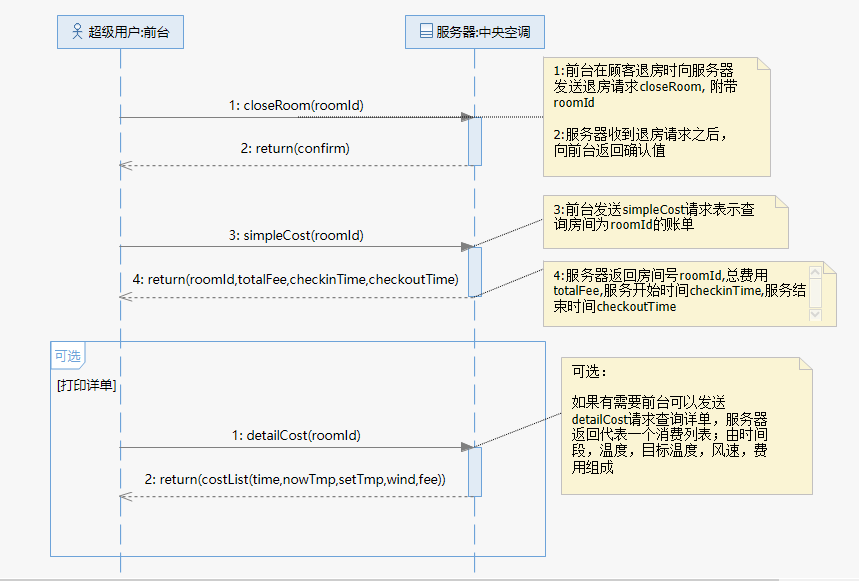 超级用户:前台
服务器:中央空调
1:前台在顾客退房时向服务器
发送退房请求closeRoom, 附带
roomId
2:服务器收到退房请求之后，
向前台返回确认值
1: closeRoom(roomId)
2: return(confirm)
3:前台发送simpleCost请求表示查
询房间为roomId的账单
3: simpleCost(roomId)
4:服务器返回房间号roomId,总费用
totalFee,服务开始时间checkinTime,服务结
束时间checkoutTime
4: return(roomId,totalFee,checkinTime,checkoutTime)
可选
[打印详单]
可选：
如果有需要前台可以发送
detailCost请求查询详单，服务器
返回代表一个消费列表；由时间
段，温度，目标温度，风速，费
用组成
1: detailCost(roomId)
2: return(costList(time,nowTmp,setTmp,wind,fee))